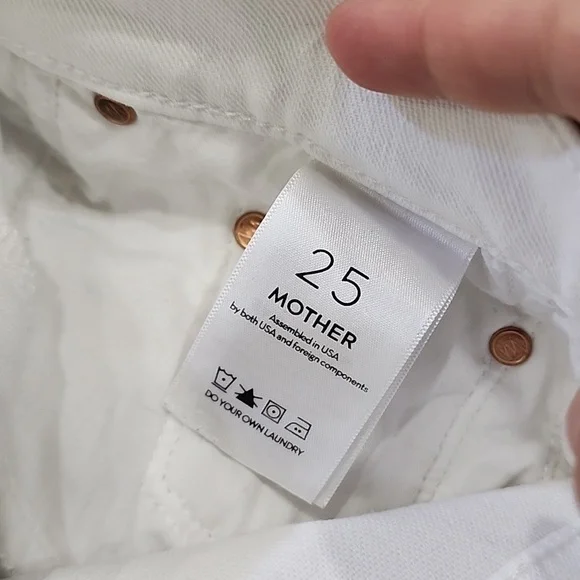 25
MOTHER
Assembled in USA
by both USA and foreign components
DO YOUR OWN LAUNDRY